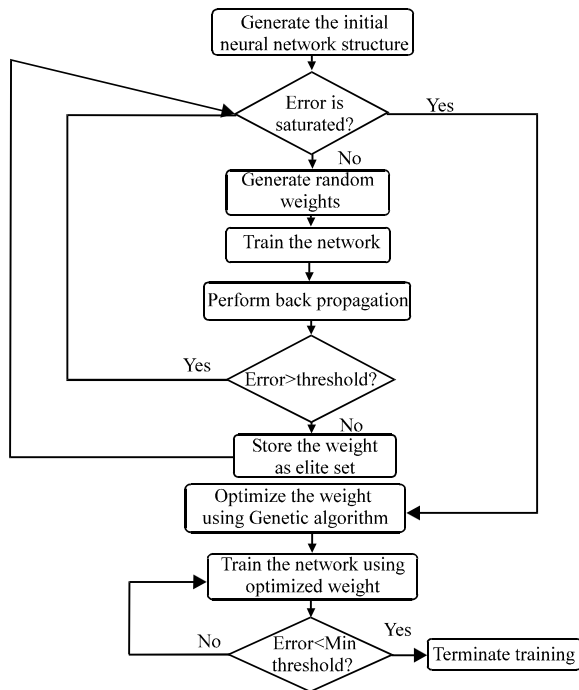 Generate the initial
neural network structure
Error is
saturated?
Yes
No
Generate random
weights
Train the network
Perform back propagation
Yes
Error>threshold?
No
Store the weight
as elite set
Optimize the weight
using Genetic algorithm
Train the network using
optimized weight
No
Error<Min
threshold?
Yes
Terminate training